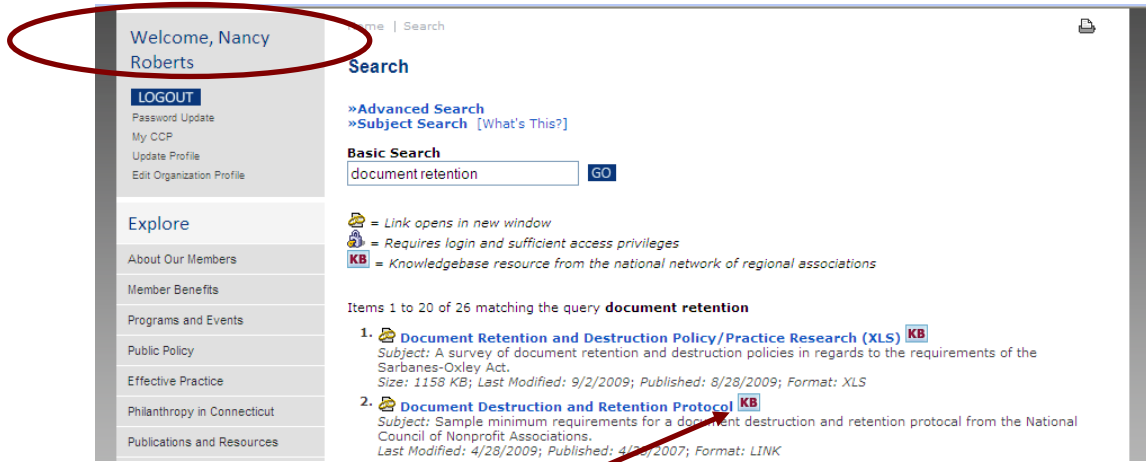 Welcome, Nancy
Roberts
LOGOUT
Password Update
My CCP
Update Profile
Edit Organization Profile
Explore
About Our Members
Member Benefits
Programs and Events
Public Policy
Effective Practice
Philanthropy in Connecticut
Publications and Resources
Home | Search
Search
»Advanced Search
»Subject Search [What's This?]
Basic Search
document retention GO
= Link opens in new window
= Requires login and sufficient access privileges
KB = Knowledgebase resource from the national network of regional associations
Items 1 to 20 of 26 matching the query document retention
1. Document Retention and Destruction Policy/Practice Research (XLS) KB
Subject: A survey of document retention and destruction policies in regards to the requirements of the
Sarbanes-Oxley Act.
Size: 1158 KB; Last Modified: 9/2/2009; Published: 8/28/2009; Format: XLS
2. Document Destruction and Retention Protocol KB
Subject: Sample minimum requirements for a document destruction and retention protocal from the National
Council of Nonprofit Associations.
Last Modified: 4/28/2009; Published: /2007; Format: LINK